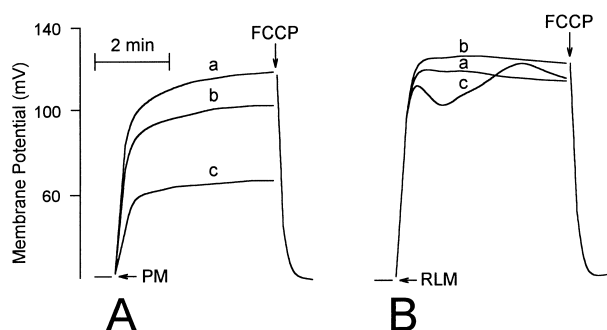 140
100
60
Membrane Potential (mV)
2 min
FCCP
a
b
c
PM
A
FCCP
b
a
c
RLM
B